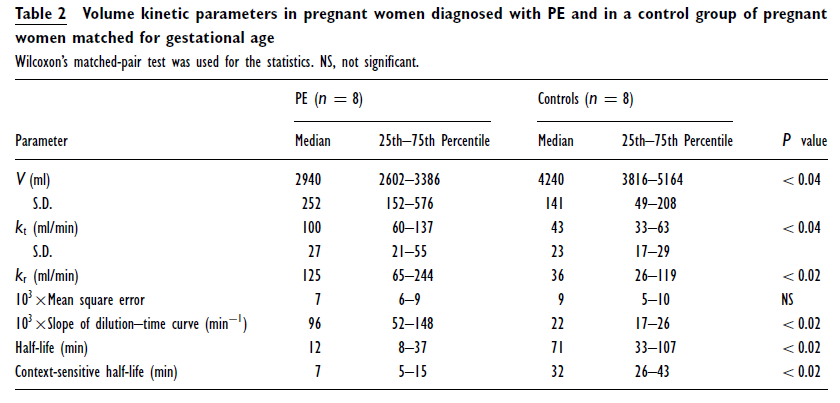 Table 2 Volume kinetic parameters in pregnant women diagnosed with PE and in a control group of pregnant
women matched for gestational age
Wilcoxon's matched-pair test was used for the statistics. NS, not significant.
PE (n = 8) Controls (n = 8)
Parameter Median 25th–75th Percentile Median 25th–75th Percentile P value
V (ml) 2940 2602–3386 4240 3816–5164 < 0.04
S.D. 252 152–576 141 49–208
kt (ml/min) 100 60–137 43 33–63 < 0.04
S.D. 27 21–55 23 17–29
kr (ml/min) 125 65–244 36 26–119 < 0.02
10³ × Mean square error 7 6–9 9 5–10 NS
10³ × Slope of dilution–time curve (min⁻¹) 96 52–148 22 17–26 < 0.02
Half-life (min) 12 8–37 71 33–107 < 0.02
Context-sensitive half-life (min) 7 5–15 32 26–43 < 0.02